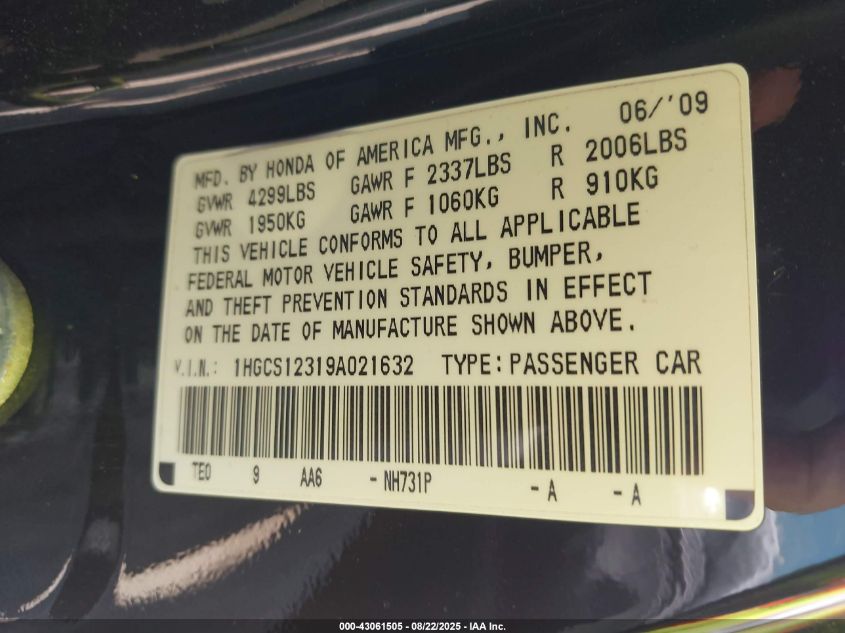 06/'09
MFD. BY HONDA OF AMERICA MFG., INC.
GVWR 4299LBS GAWR F 2337LBS R 2006LBS
GVWR 1950KG GAWR F 1060KG R 910KG
THIS VEHICLE CONFORMS TO ALL APPLICABLE
FEDERAL MOTOR VEHICLE SAFETY, BUMPER,
AND THEFT PREVENTION STANDARDS IN EFFECT
ON THE DATE OF MANUFACTURE SHOWN ABOVE.
V.I.N.: 1HGCS12319A021632 TYPE: PASSENGER CAR
TE0 9 AA6 - NH731P - A - A
000-43061505 - 08/22/2025 - IAA Inc.